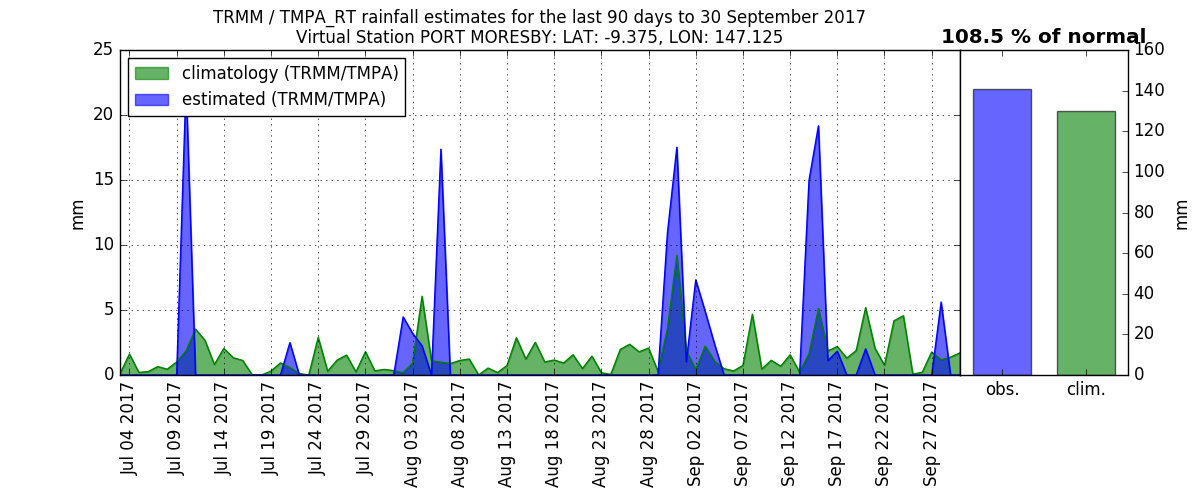 TRMM / TMPA_RT rainfall estimates for the last 90 days to 30 September 2017
Virtual Station PORT MORESBY: LAT: -9.375, LON: 147.125
108.5 % of normal
climatology (TRMM/TMPA)
estimated (TRMM/TMPA)
25
20
15
10
5
0
mm
Jul 04 2017
Jul 09 2017
Jul 14 2017
Jul 19 2017
Jul 24 2017
Jul 29 2017
Aug 03 2017
Aug 08 2017
Aug 13 2017
Aug 18 2017
Aug 23 2017
Aug 28 2017
Sep 02 2017
Sep 07 2017
Sep 12 2017
Sep 17 2017
Sep 22 2017
Sep 27 2017
160
140
120
100
80
60
40
20
0
mm
obs.
clim.